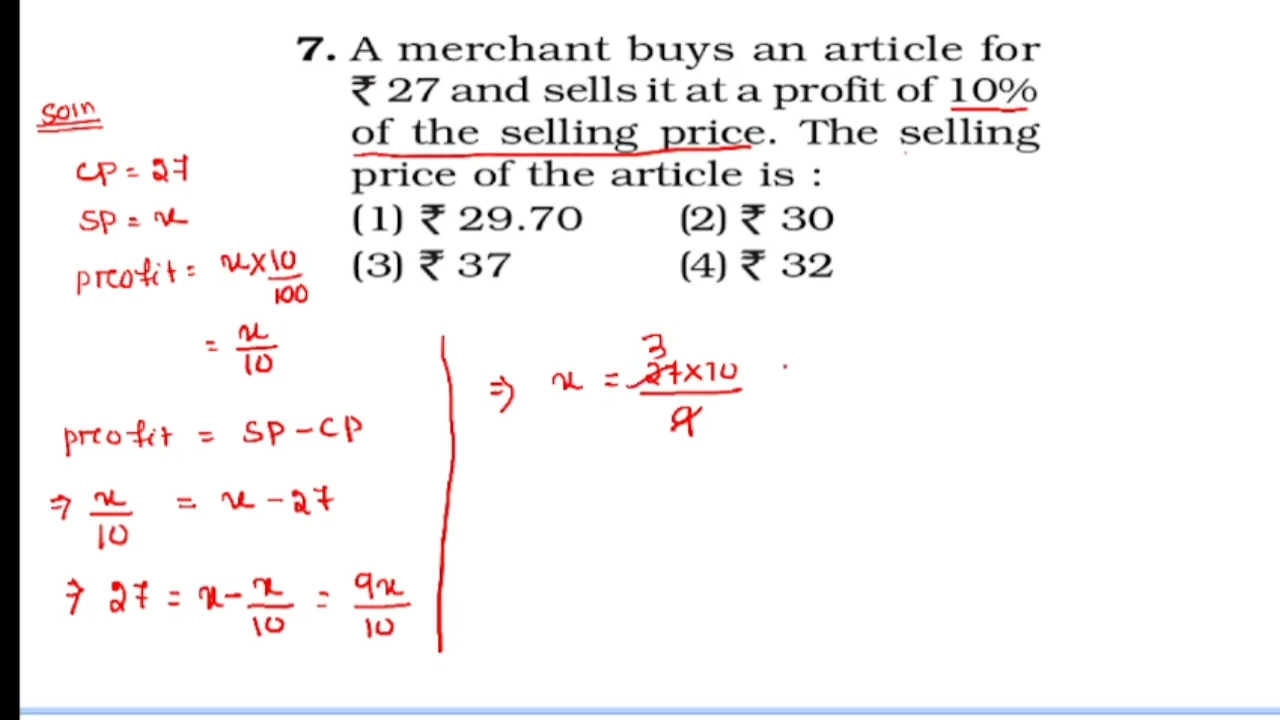 7. A merchant buys an article for
₹ 27 and sells it at a profit of 10%
of the selling price. The selling
price of the article is :
(1) ₹ 29.70 (2) ₹ 30
(3) ₹ 37 (4) ₹ 32
Soln
CP = 27
SP = x
profit = x × 10/100
= x/10
profit = SP - CP
⇒ x/10 = x - 27
⇒ 27 = x - x/10 = 9x/10
⇒ x = 27 × 10 / 9
3